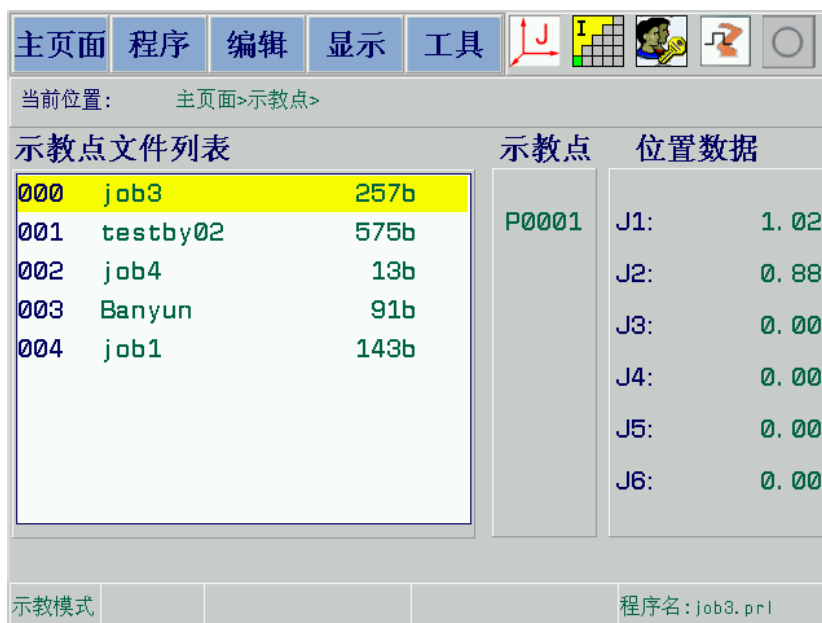 主页面 程序 编辑 显示 工具 J I
当前位置: 主页面>示教点>
示教点文件列表 示教点 位置数据
000 job3 257b
001 testby02 575b
002 job4 13b
003 Banyun 91b
004 job1 143b
P0001
J1: 1.02
J2: 0.88
J3: 0.00
J4: 0.00
J5: 0.00
J6: 0.00
示教模式 程序名:job3.prl